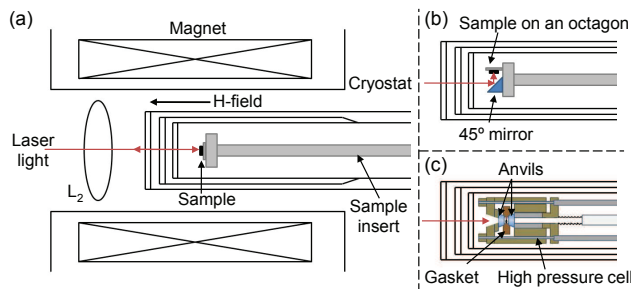 (a)
Magnet
Cryostat
H-field
Laser
light
L2
Sample
Sample
insert
(b)
Sample on an octagon
45º mirror
(c)
Anvils
Gasket
High pressure cell